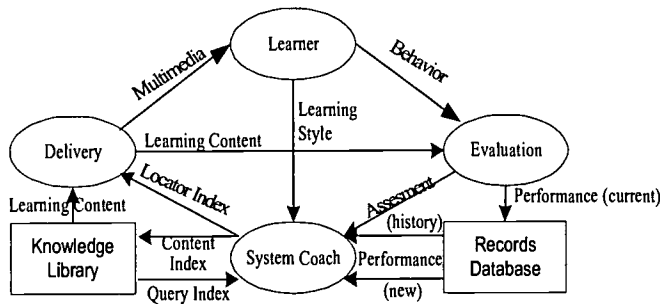 Learner
Multimedia
Behavior
Learning
Style
Delivery
Learning Content
Evaluation
Locator Index
Assesment
Performance (current)
Learning Content
(history)
Knowledge
Library
Content
Index
System Coach
Performance
Records
Database
Query Index
(new)